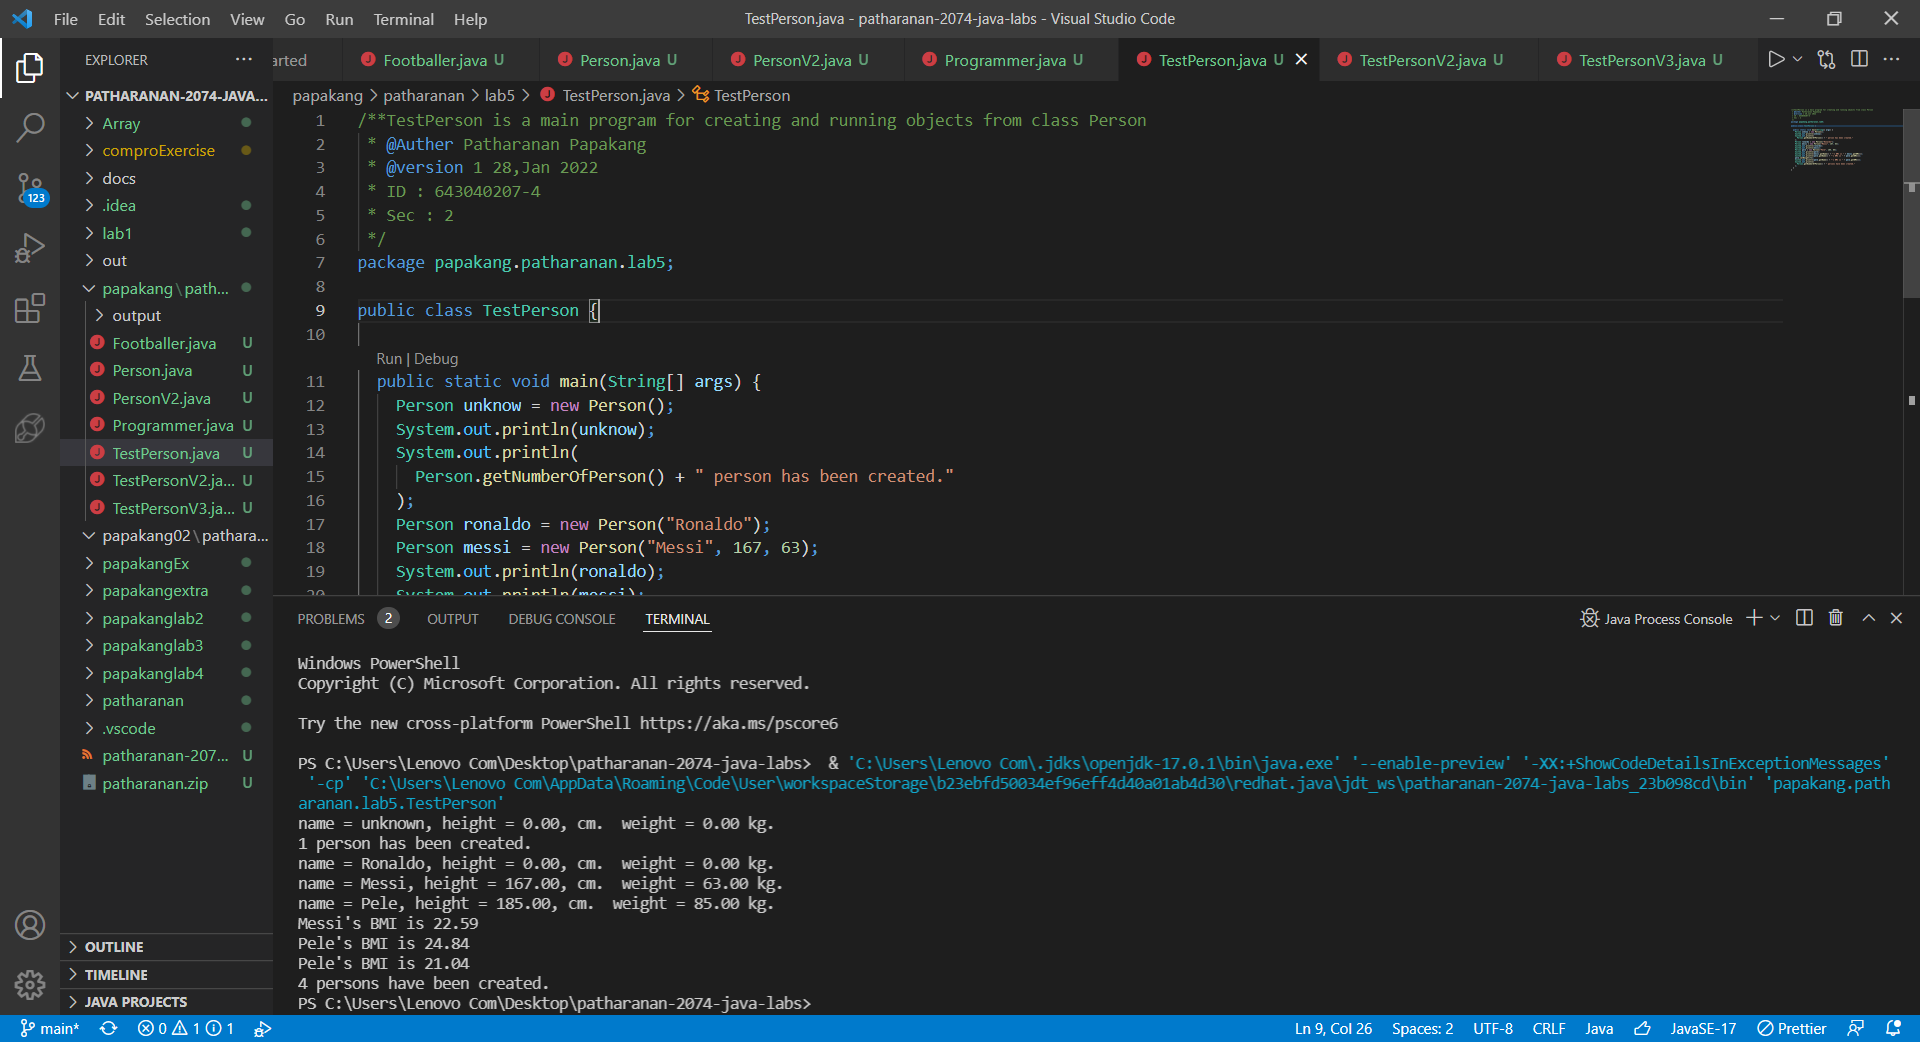 File Edit Selection View Go Run Terminal Help
TestPerson.java - patharanan-2074-java-labs - Visual Studio Code
EXPLORER
arted
Footballer.java U
Person.java U
PersonV2.java U
Programmer.java U
TestPerson.java U
TestPersonV2.java U
TestPersonV3.java U
PATHARANAN-2074-JAVA...
Array
comproExercise
docs
.idea
lab1
out
papakang\path...
output
Footballer.java U
Person.java U
PersonV2.java U
Programmer.java U
TestPerson.java U
TestPersonV2.ja... U
TestPersonV3.ja... U
papakang02\pathara...
papakangEx
papakangextra
papakanglab2
papakanglab3
papakanglab4
patharanan
.vscode
patharanan-207... U
patharanan.zip U
OUTLINE
TIMELINE
JAVA PROJECTS
123
papakang > patharanan > lab5 > TestPerson.java > TestPerson
1 /**TestPerson is a main program for creating and running objects from class Person
2 * @Auther Patharanan Papakang
3 * @version 1 28,Jan 2022
4 * ID : 643040207-4
5 * Sec : 2
6 */
7 package papakang.patharanan.lab5;
8
9 public class TestPerson {
10
Run | Debug
11 public static void main(String[] args) {
12 Person unknow = new Person();
13 System.out.println(unknow);
14 System.out.println(
15 Person.getNumberOfPerson() + " person has been created."
16 );
17 Person ronaldo = new Person("Ronaldo");
18 Person messi = new Person("Messi", 167, 63);
19 System.out.println(ronaldo);
20 System.out.println(messi);
PROBLEMS 2 OUTPUT DEBUG CONSOLE TERMINAL
Java Process Console
Windows PowerShell
Copyright (C) Microsoft Corporation. All rights reserved.
Try the new cross-platform PowerShell https://aka.ms/pscore6
PS C:\Users\Lenovo Com\Desktop\patharanan-2074-java-labs> & 'C:\Users\Lenovo Com\.jdks\openjdk-17.0.1\bin\java.exe' '--enable-preview' '-XX:+ShowCodeDetailsInExceptionMessages'
'-cp' 'C:\Users\Lenovo Com\AppData\Roaming\Code\User\workspaceStorage\b23ebfd50034ef96eff4d40a01ab4d30\redhat.java\jdt_ws\patharanan-2074-java-labs_23b098cd\bin' 'papakang.path
aranan.lab5.TestPerson'
name = unknown, height = 0.00, cm.  weight = 0.00 kg.
1 person has been created.
name = Ronaldo, height = 0.00, cm.  weight = 0.00 kg.
name = Messi, height = 167.00, cm.  weight = 63.00 kg.
name = Pele, height = 185.00, cm.  weight = 85.00 kg.
Messi's BMI is 22.59
Pele's BMI is 24.84
Pele's BMI is 21.04
4 persons have been created.
PS C:\Users\Lenovo Com\Desktop\patharanan-2074-java-labs>
main* 0 1 1
Ln 9, Col 26 Spaces: 2 UTF-8 CRLF Java JavaSE-17 Prettier